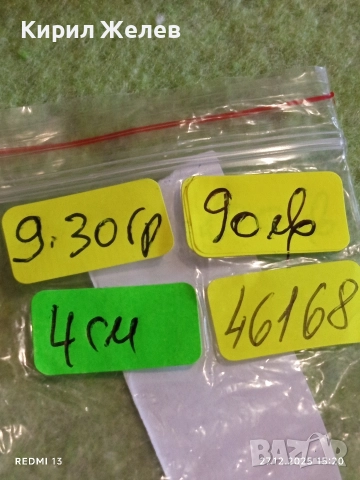 Кирил Желев
9.30гр
90лв
4см
46168
REDMI 13
27.12.2025 15:20
BAZAR